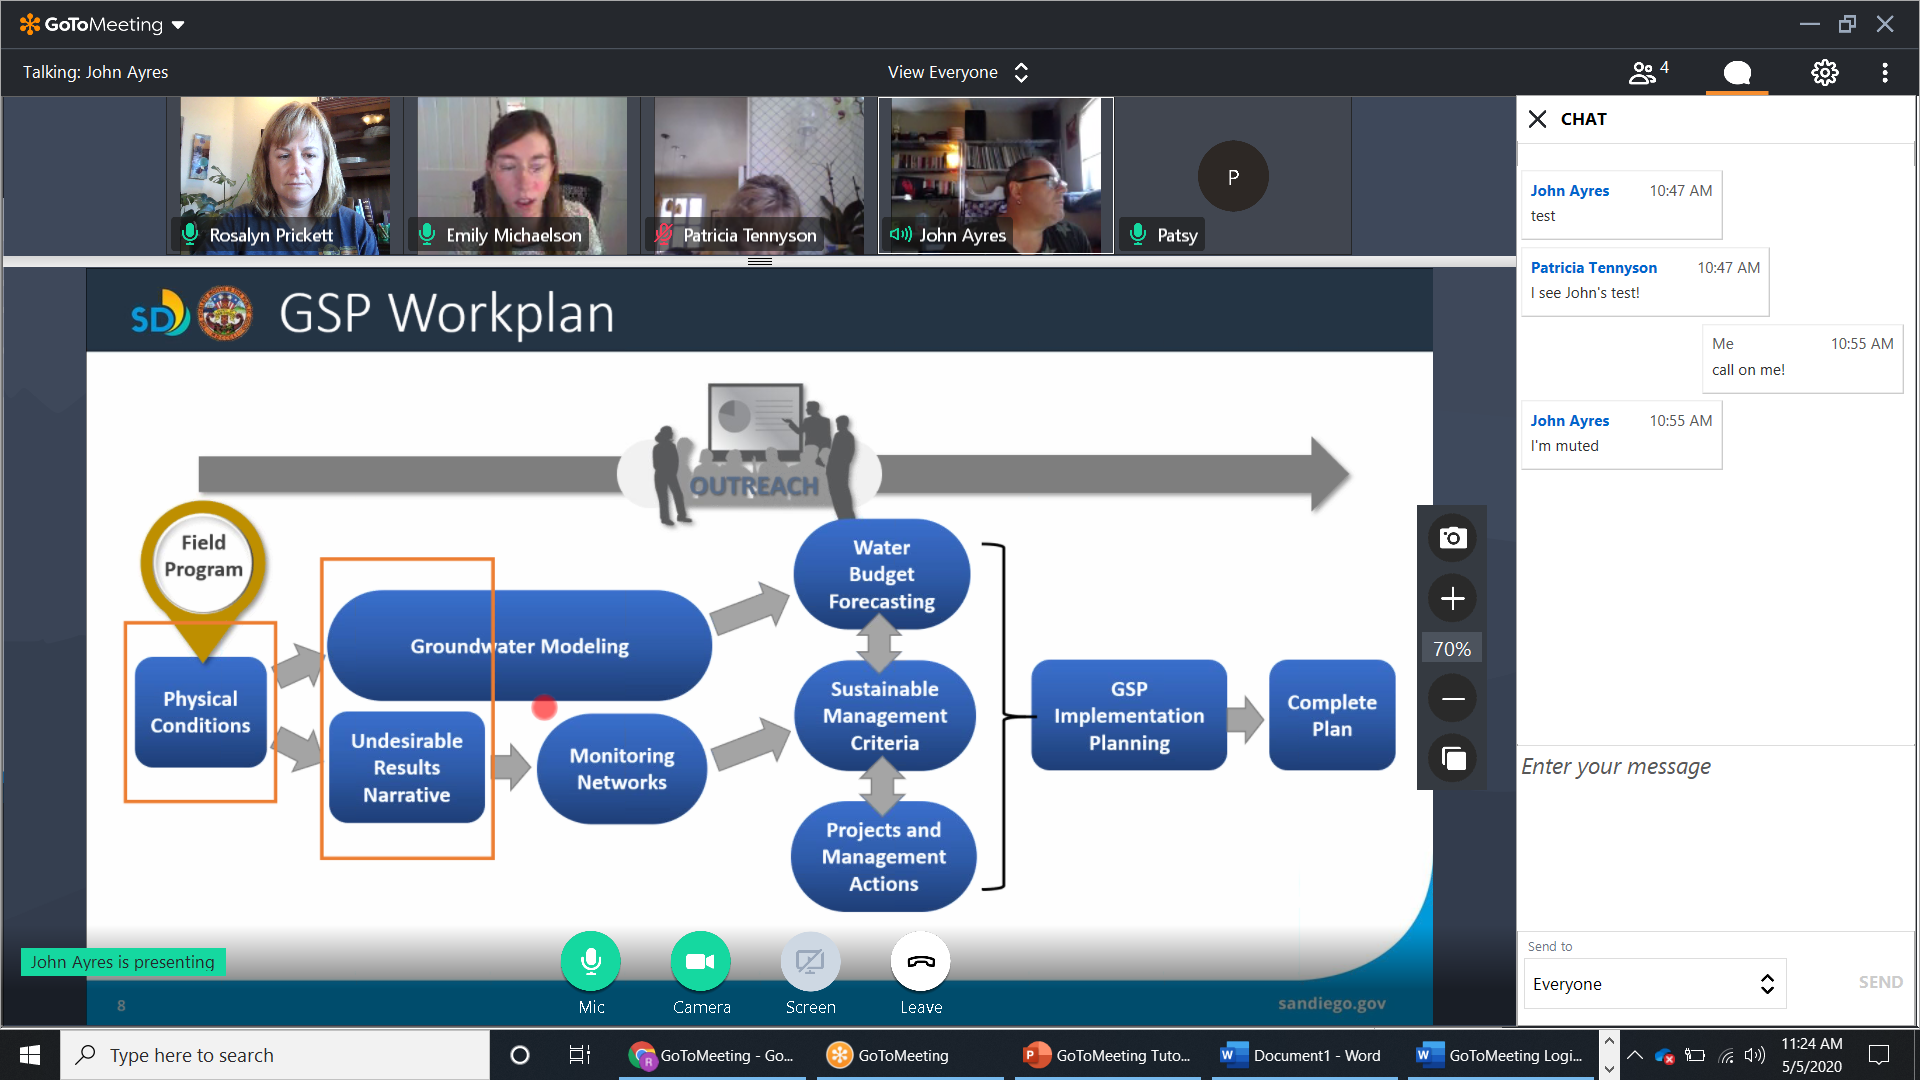 GoToMeeting
Talking: John Ayres
View Everyone
4
CHAT
Rosalyn Prickett
Emily Michaelson
Patricia Tennyson
John Ayres
P
Patsy
John Ayres 10:47 AM
test
Patricia Tennyson 10:47 AM
I see John's test!
Me 10:55 AM
call on me!
John Ayres 10:55 AM
I'm muted
SD
GSP Workplan
OUTREACH
Field
Program
Physical
Conditions
Groundwater Modeling
Undesirable
Results
Narrative
Monitoring
Networks
Water
Budget
Forecasting
Sustainable
Management
Criteria
Projects and
Management
Actions
GSP
Implementation
Planning
Complete
Plan
70%
Enter your message
Send to
Everyone
SEND
John Ayres is presenting
Mic
Camera
Screen
Leave
8
sandiego.gov
Type here to search
R
GoToMeeting - Go...
GoToMeeting
GoToMeeting Tuto...
Document1 - Word
GoToMeeting Logi...
11:24 AM
5/5/2020